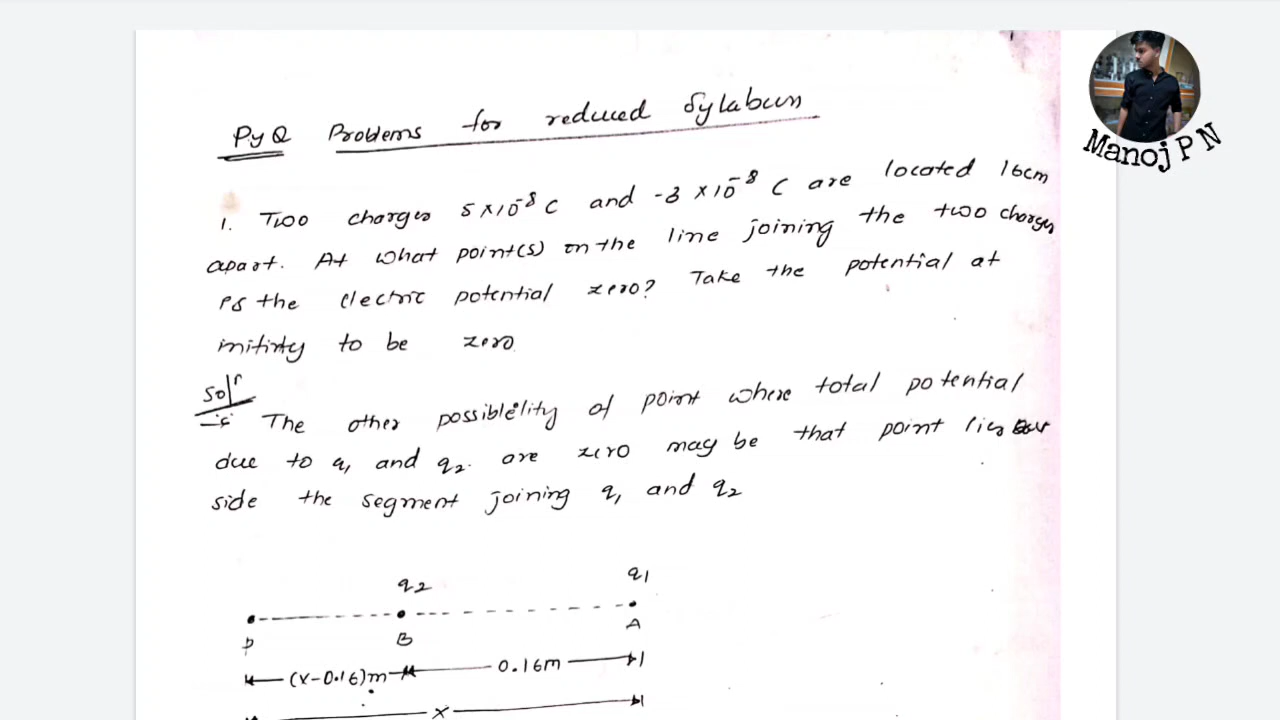 PyQ Problems for reduced Sylabus
Manoj P N
1. Two charges 5×10⁻⁸ C and -3×10⁻⁸ C are located 16cm
apart. At what point(s) on the line joining the two charges
is the electric potential zero? Take the potential at
infinity to be zero.
Solⁿ
:- The other possiblelity of point where total potential
due to q₁ and q₂. are zero may be that point lies out
side the segment joining q₁ and q₂
q₂ q₁
P B A
(x-0.16)m 0.16m
x